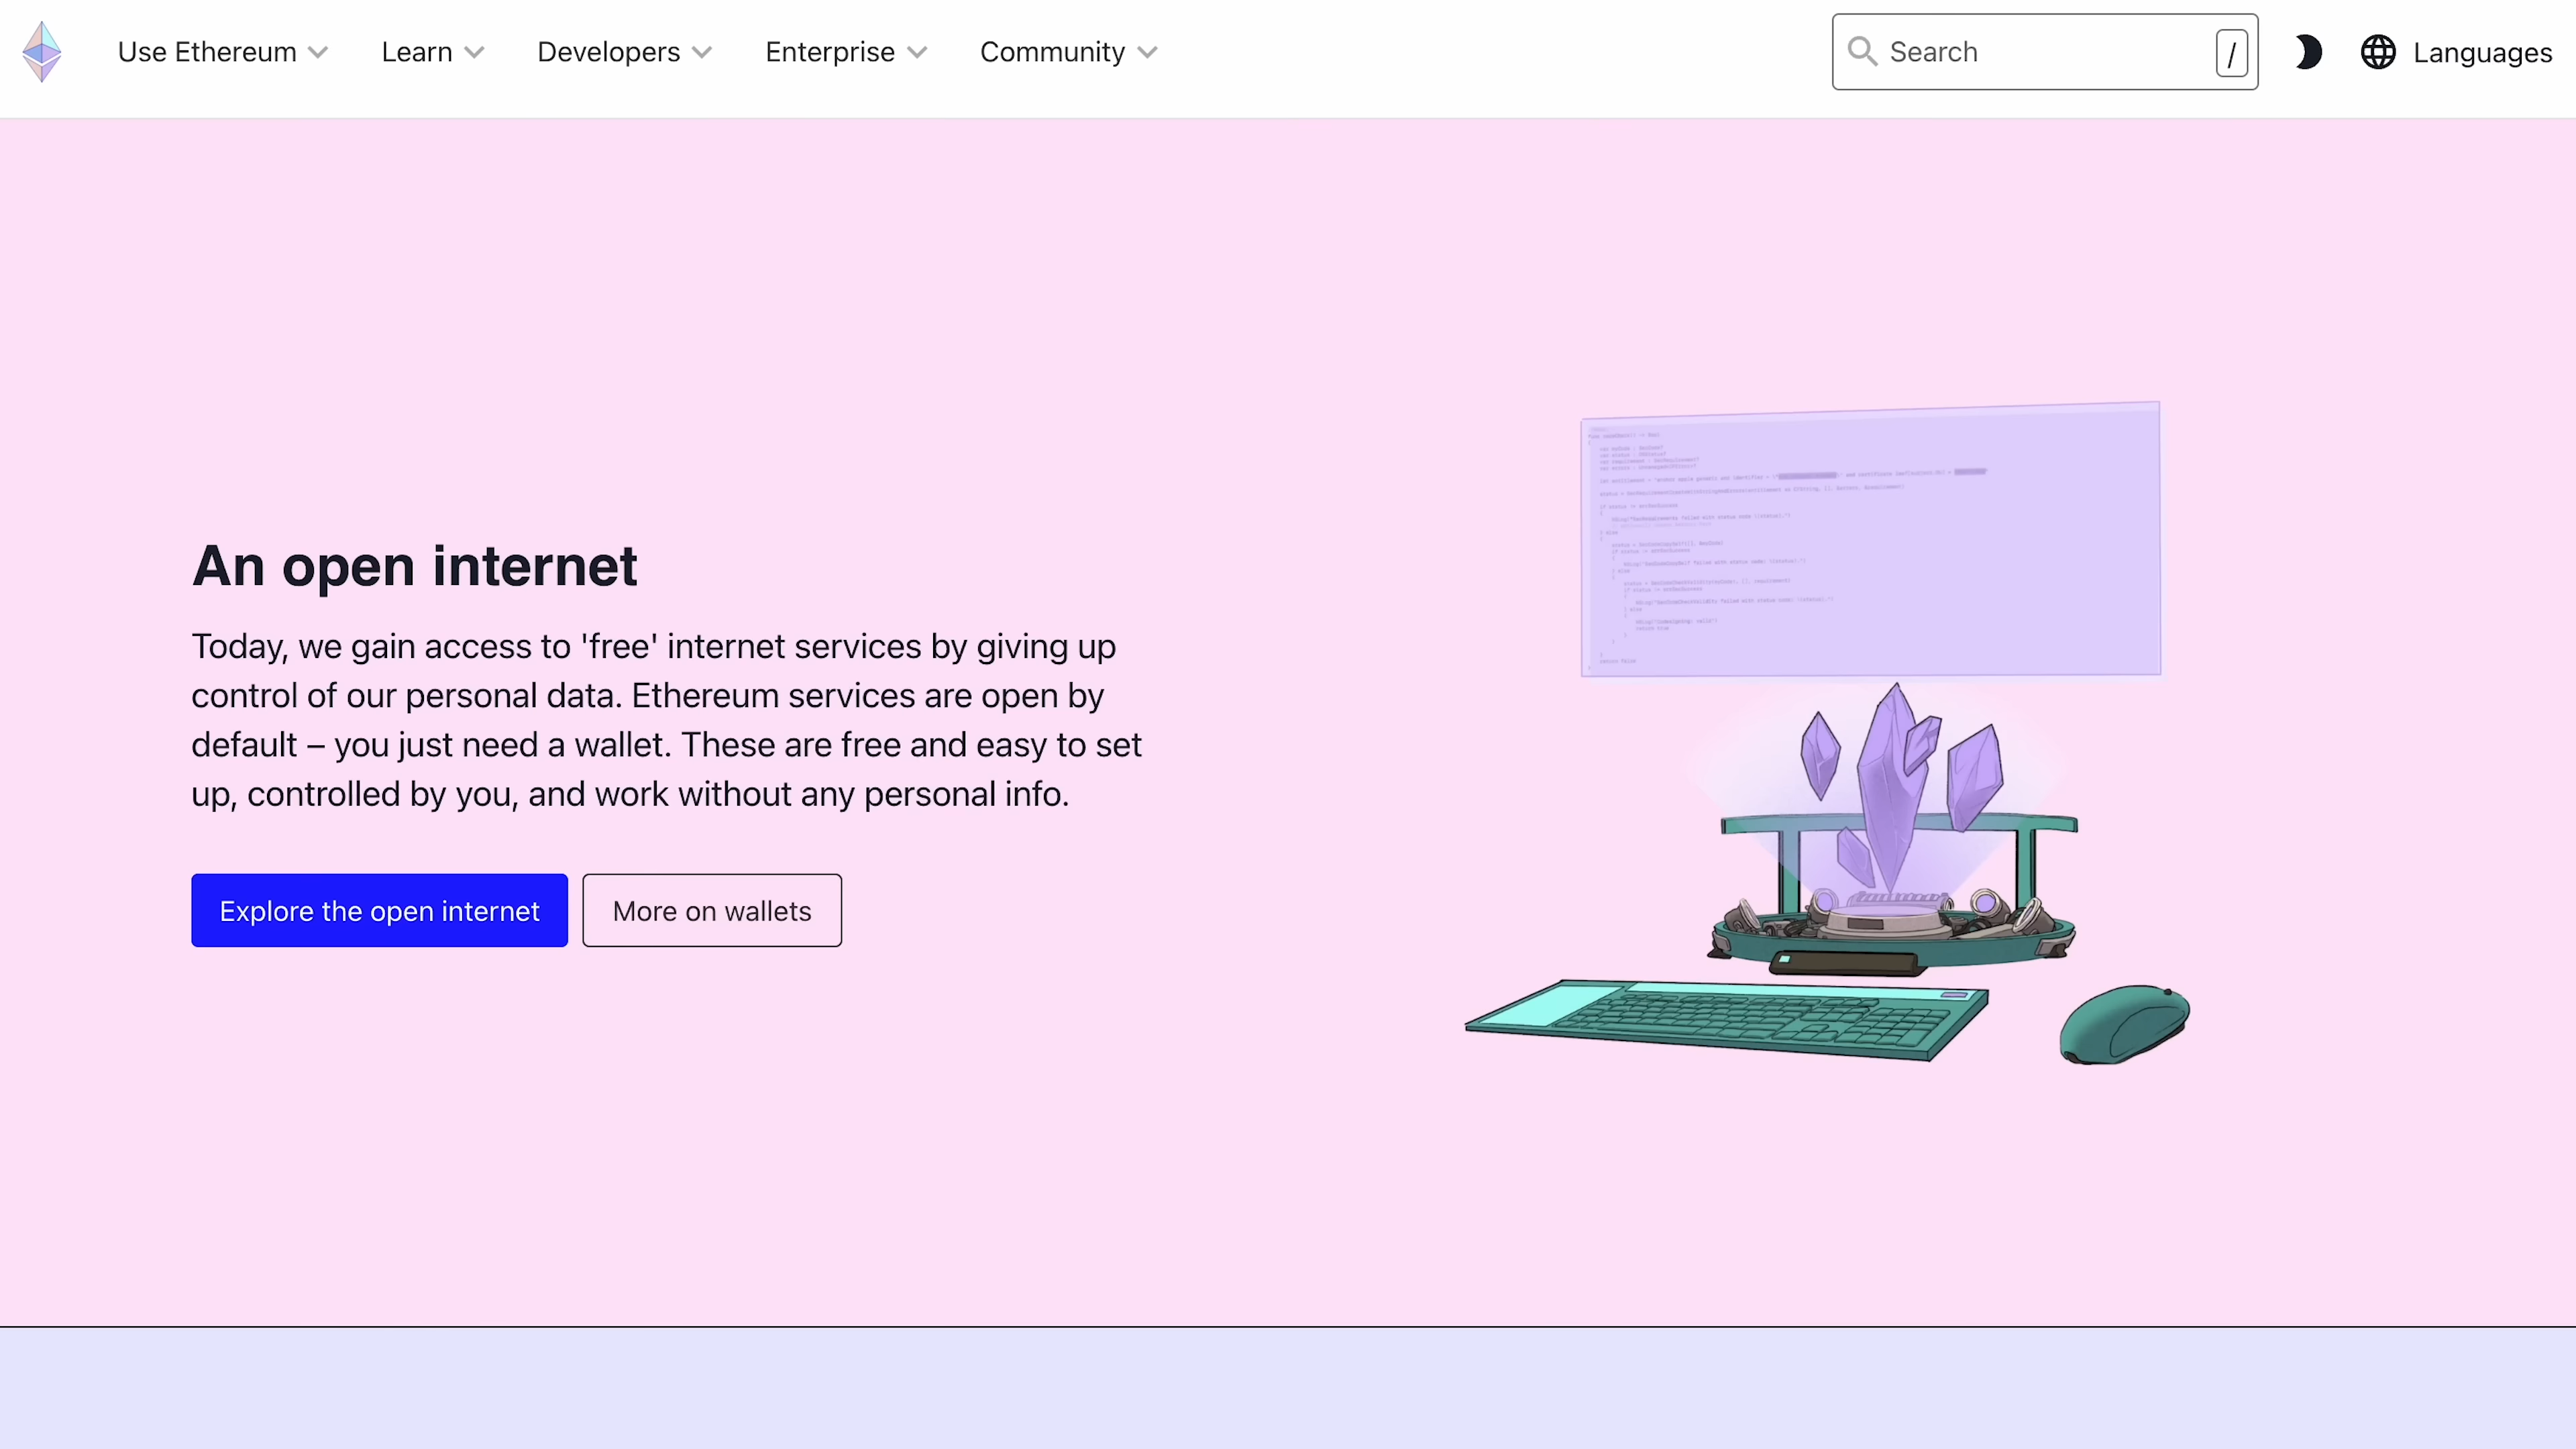 Use Ethereum
Learn
Developers
Enterprise
Community
Search
/
Languages
An open internet
Today, we gain access to 'free' internet services by giving up
control of our personal data. Ethereum services are open by
default – you just need a wallet. These are free and easy to set
up, controlled by you, and work without any personal info.
Explore the open internet
More on wallets